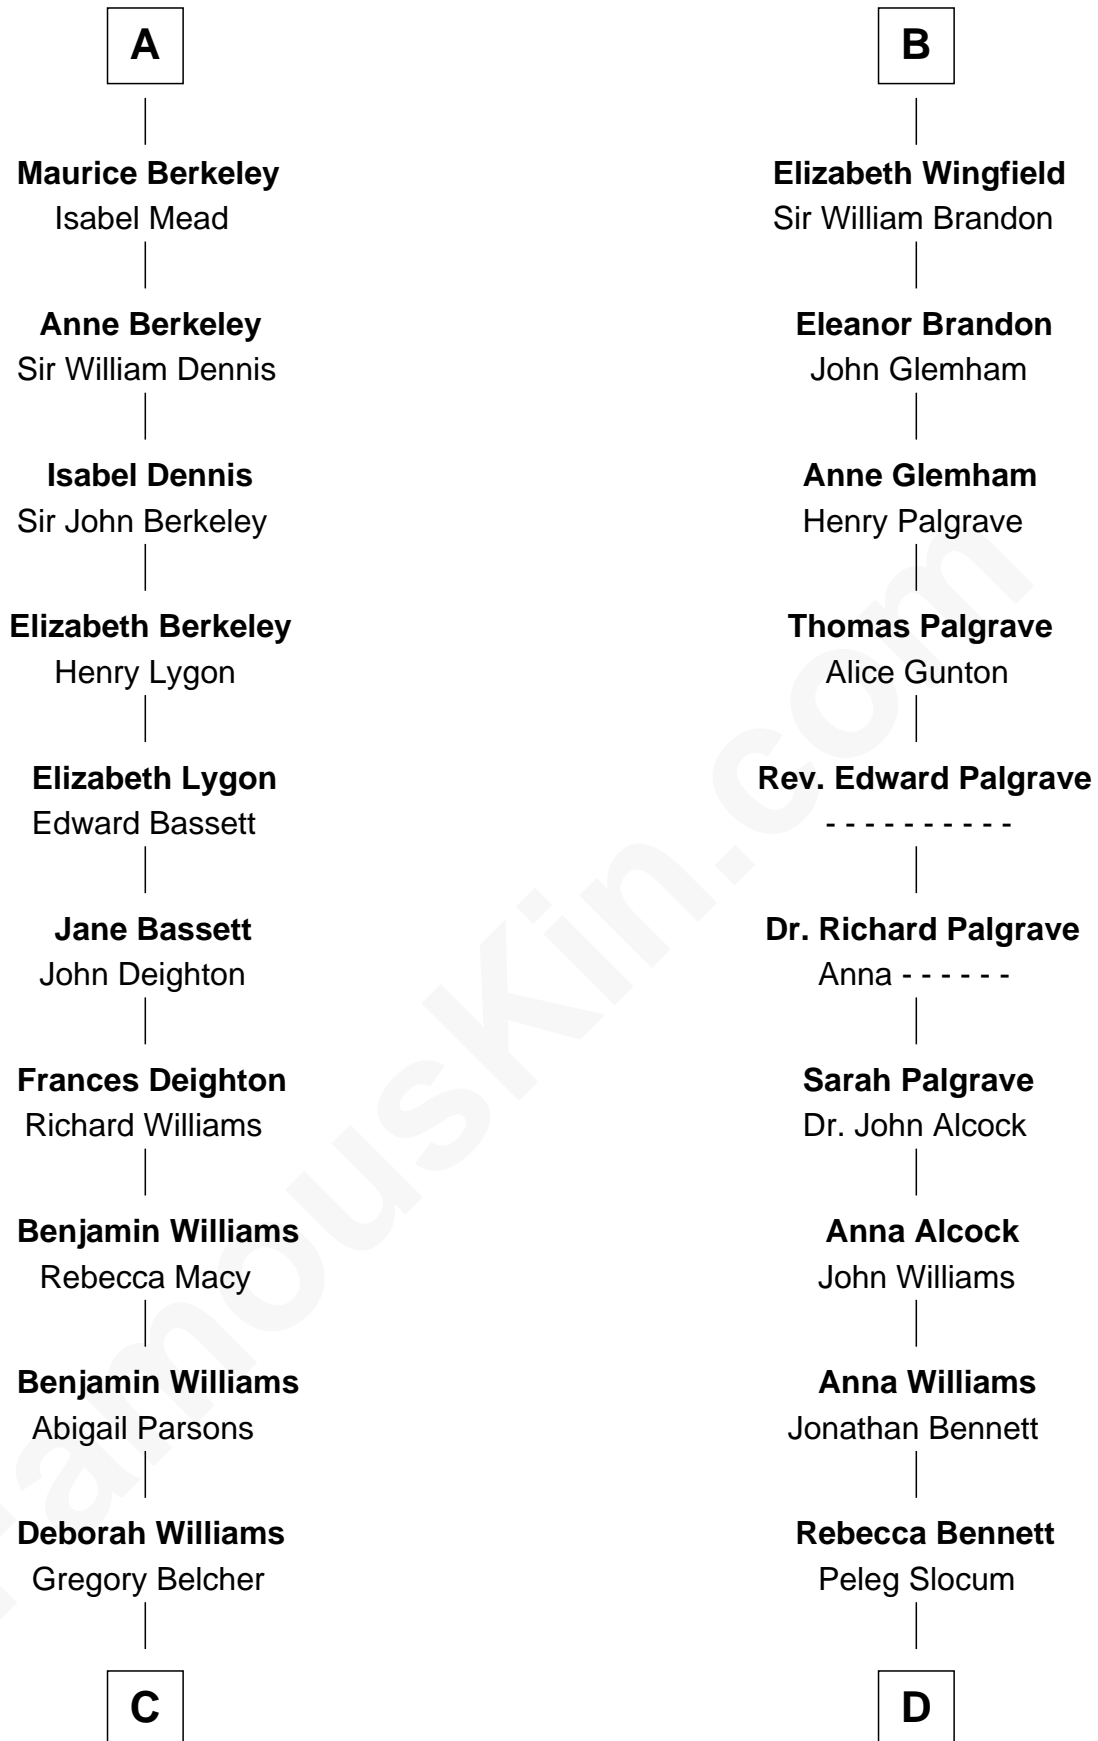 A
Maurice Berkeley
Isabel Mead
Anne Berkeley
Sir William Dennis
Isabel Dennis
Sir John Berkeley
Elizabeth Berkeley
Henry Lygon
Elizabeth Lygon
Edward Bassett
Jane Bassett
John Deighton
Frances Deighton
Richard Williams
Benjamin Williams
Rebecca Macy
Benjamin Williams
Abigail Parsons
Deborah Williams
Gregory Belcher
C
B
Elizabeth Wingfield
Sir William Brandon
Eleanor Brandon
John Glemham
Anne Glemham
Henry Palgrave
Thomas Palgrave
Alice Gunton
Rev. Edward Palgrave
- - - - - - - - - -
Dr. Richard Palgrave
Anna - - - - - -
Sarah Palgrave
Dr. John Alcock
Anna Alcock
John Williams
Anna Williams
Jonathan Bennett
Rebecca Bennett
Peleg Slocum
D
FamousKin.com